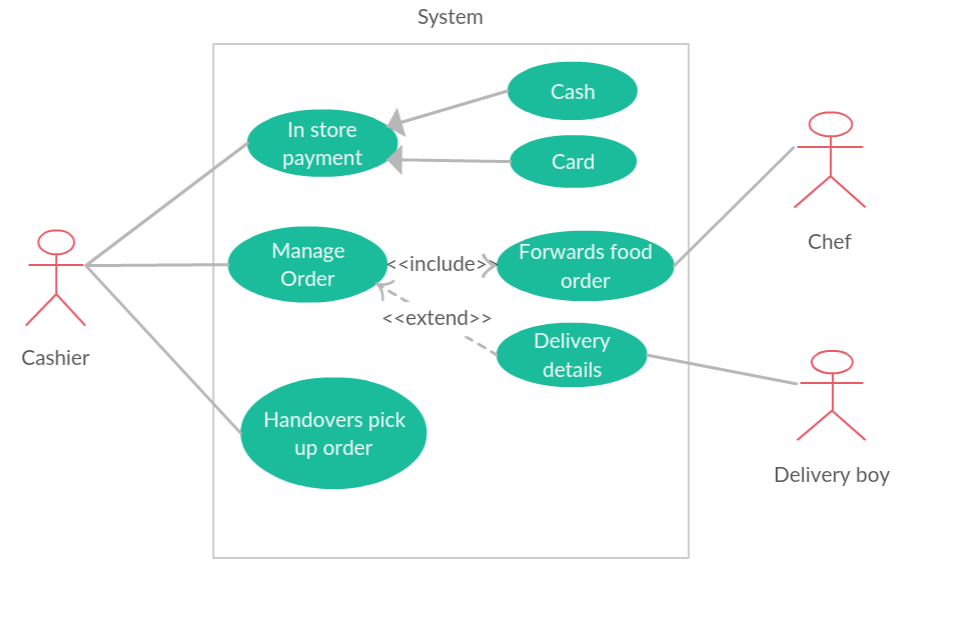 System
Cash
In store
payment
Card
Chef
Manage
Order
<<include>>
Forwards food
order
<<extend>>
Cashier
Delivery
details
Handovers pick
up order
Delivery boy